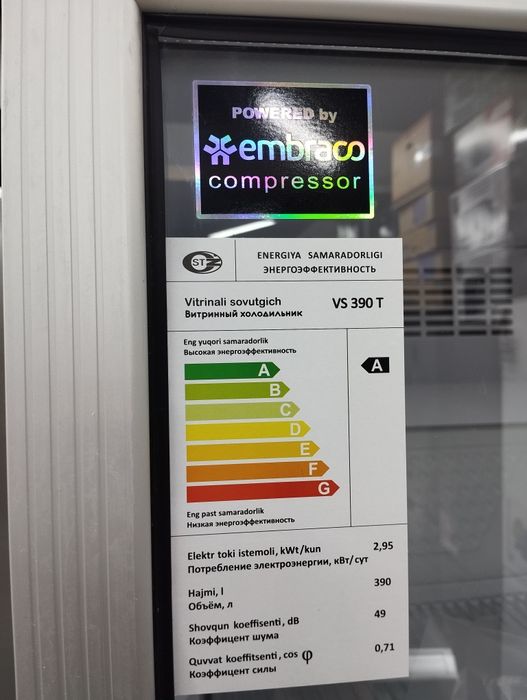 POWERED by
embraco
compressor
ST
ENERGIYA SAMARADORLIGI
ЭНЕРГОЭФФЕКТИВНОСТЬ
Vitrinali sovutgich VS 390 T
Витринный холодильник
Eng yuqori samaradorlik
Высокая энергоэффективность
A A
B
C
D
E
F
G
Eng past samaradorlik
Низкая энергоэффективность
Elektr toki istemoli, kWt/kun 2,95
Потребление электроэнергии, кВт/сут
Hajmi, l 390
Объём, л
Shovqun koeffisenti, dB 49
Коэффицент шума
Quvvat koeffitsenti, cos φ 0,71
Коэффицент силы